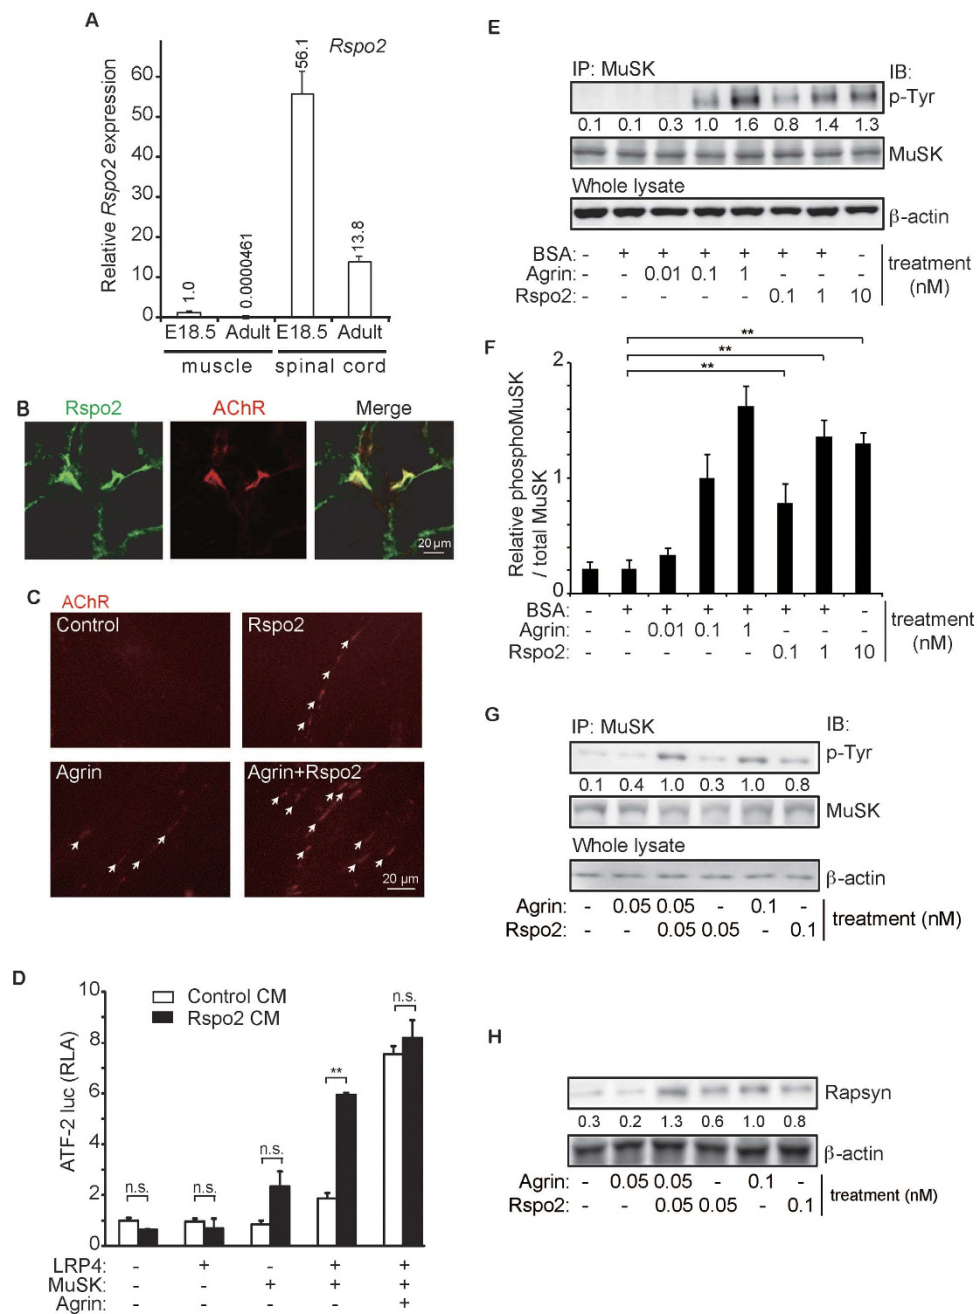 A
Rspo2
Relative Rspo2 expression
60
50
40
30
20
10
0
1.0
0.0000461
56.1
13.8
E18.5 Adult E18.5 Adult
muscle spinal cord
B
Rspo2 AChR Merge
20 µm
C
AChR
Control Rspo2
Agrin Agrin+Rspo2
20 µm
D
ATF-2 luc (RLA)
10
8
6
4
2
0
Control CM
Rspo2 CM
n.s. n.s. n.s. ** n.s.
LRP4: - + - + +
MuSK: - - + + +
Agrin: - - - - +
E
IP: MuSK IB:
p-Tyr
0.1 0.1 0.3 1.0 1.6 0.8 1.4 1.3
MuSK
Whole lysate
β-actin
BSA: - + + + + + + -
Agrin: - - 0.01 0.1 1 - - -
Rspo2: - - - - - 0.1 1 10
treatment
(nM)
F
**
**
**
Relative phosphoMuSK
/ total MuSK
2
1
0
BSA: - + + + + + + -
Agrin: - - 0.01 0.1 1 - - -
Rspo2: - - - - - 0.1 1 10
treatment
(nM)
G
IP: MuSK IB:
p-Tyr
0.1 0.4 1.0 0.3 1.0 0.8
MuSK
Whole lysate
β-actin
Agrin: - 0.05 0.05 - 0.1 -
Rspo2: - - 0.05 0.05 - 0.1
treatment (nM)
H
Rapsyn
0.3 0.2 1.3 0.6 1.0 0.8
β-actin
Agrin: - 0.05 0.05 - 0.1 -
Rspo2: - - 0.05 0.05 - 0.1
treatment (nM)